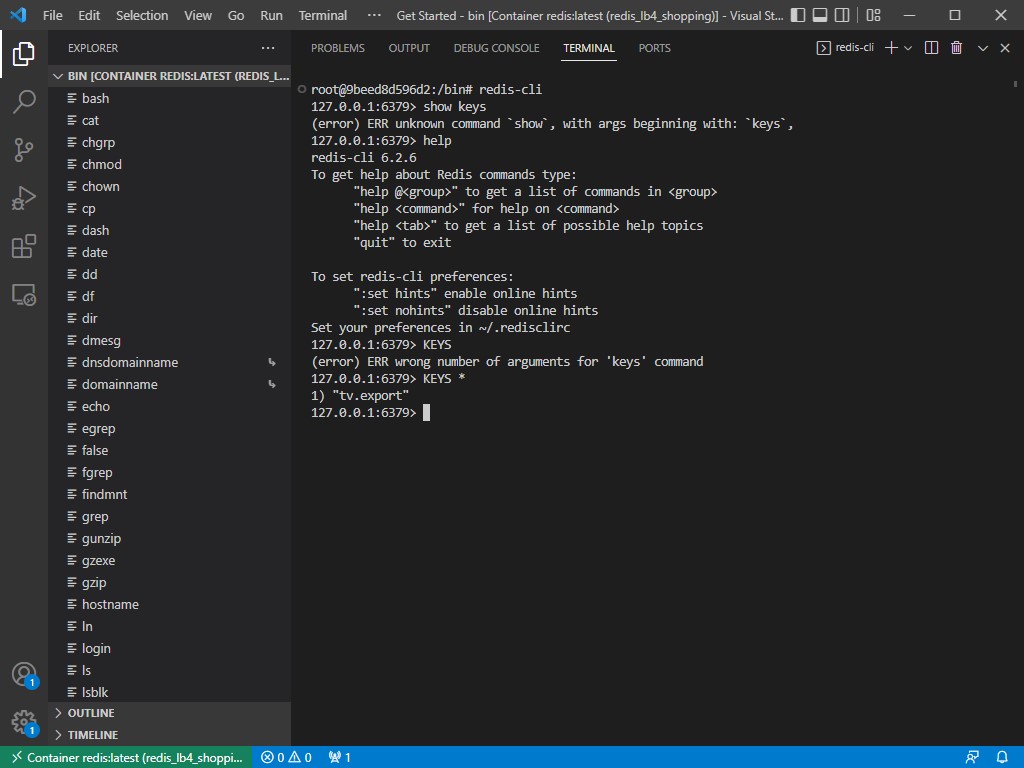 File Edit Selection View Go Run Terminal ··· Get Started - bin [Container redis:latest (redis_lb4_shopping)] - Visual St...
EXPLORER ···
BIN [CONTAINER REDIS:LATEST (REDIS_L...
bash
cat
chgrp
chmod
chown
cp
dash
date
dd
df
dir
dmesg
dnsdomainname
domainname
echo
egrep
false
fgrep
findmnt
grep
gunzip
gzexe
gzip
hostname
ln
login
ls
lsblk
OUTLINE
TIMELINE
1
1
PROBLEMS OUTPUT DEBUG CONSOLE TERMINAL PORTS redis-cli
root@9beed8d596d2:/bin# redis-cli
127.0.0.1:6379> show keys
(error) ERR unknown command `show`, with args beginning with: `keys`,
127.0.0.1:6379> help
redis-cli 6.2.6
To get help about Redis commands type:
"help @<group>" to get a list of commands in <group>
"help <command>" for help on <command>
"help <tab>" to get a list of possible help topics
"quit" to exit
To set redis-cli preferences:
":set hints" enable online hints
":set nohints" disable online hints
Set your preferences in ~/.redisclirc
127.0.0.1:6379> KEYS
(error) ERR wrong number of arguments for 'keys' command
127.0.0.1:6379> KEYS *
1) "tv.export"
127.0.0.1:6379>
Container redis:latest (redis_lb4_shoppi... 0 0 1